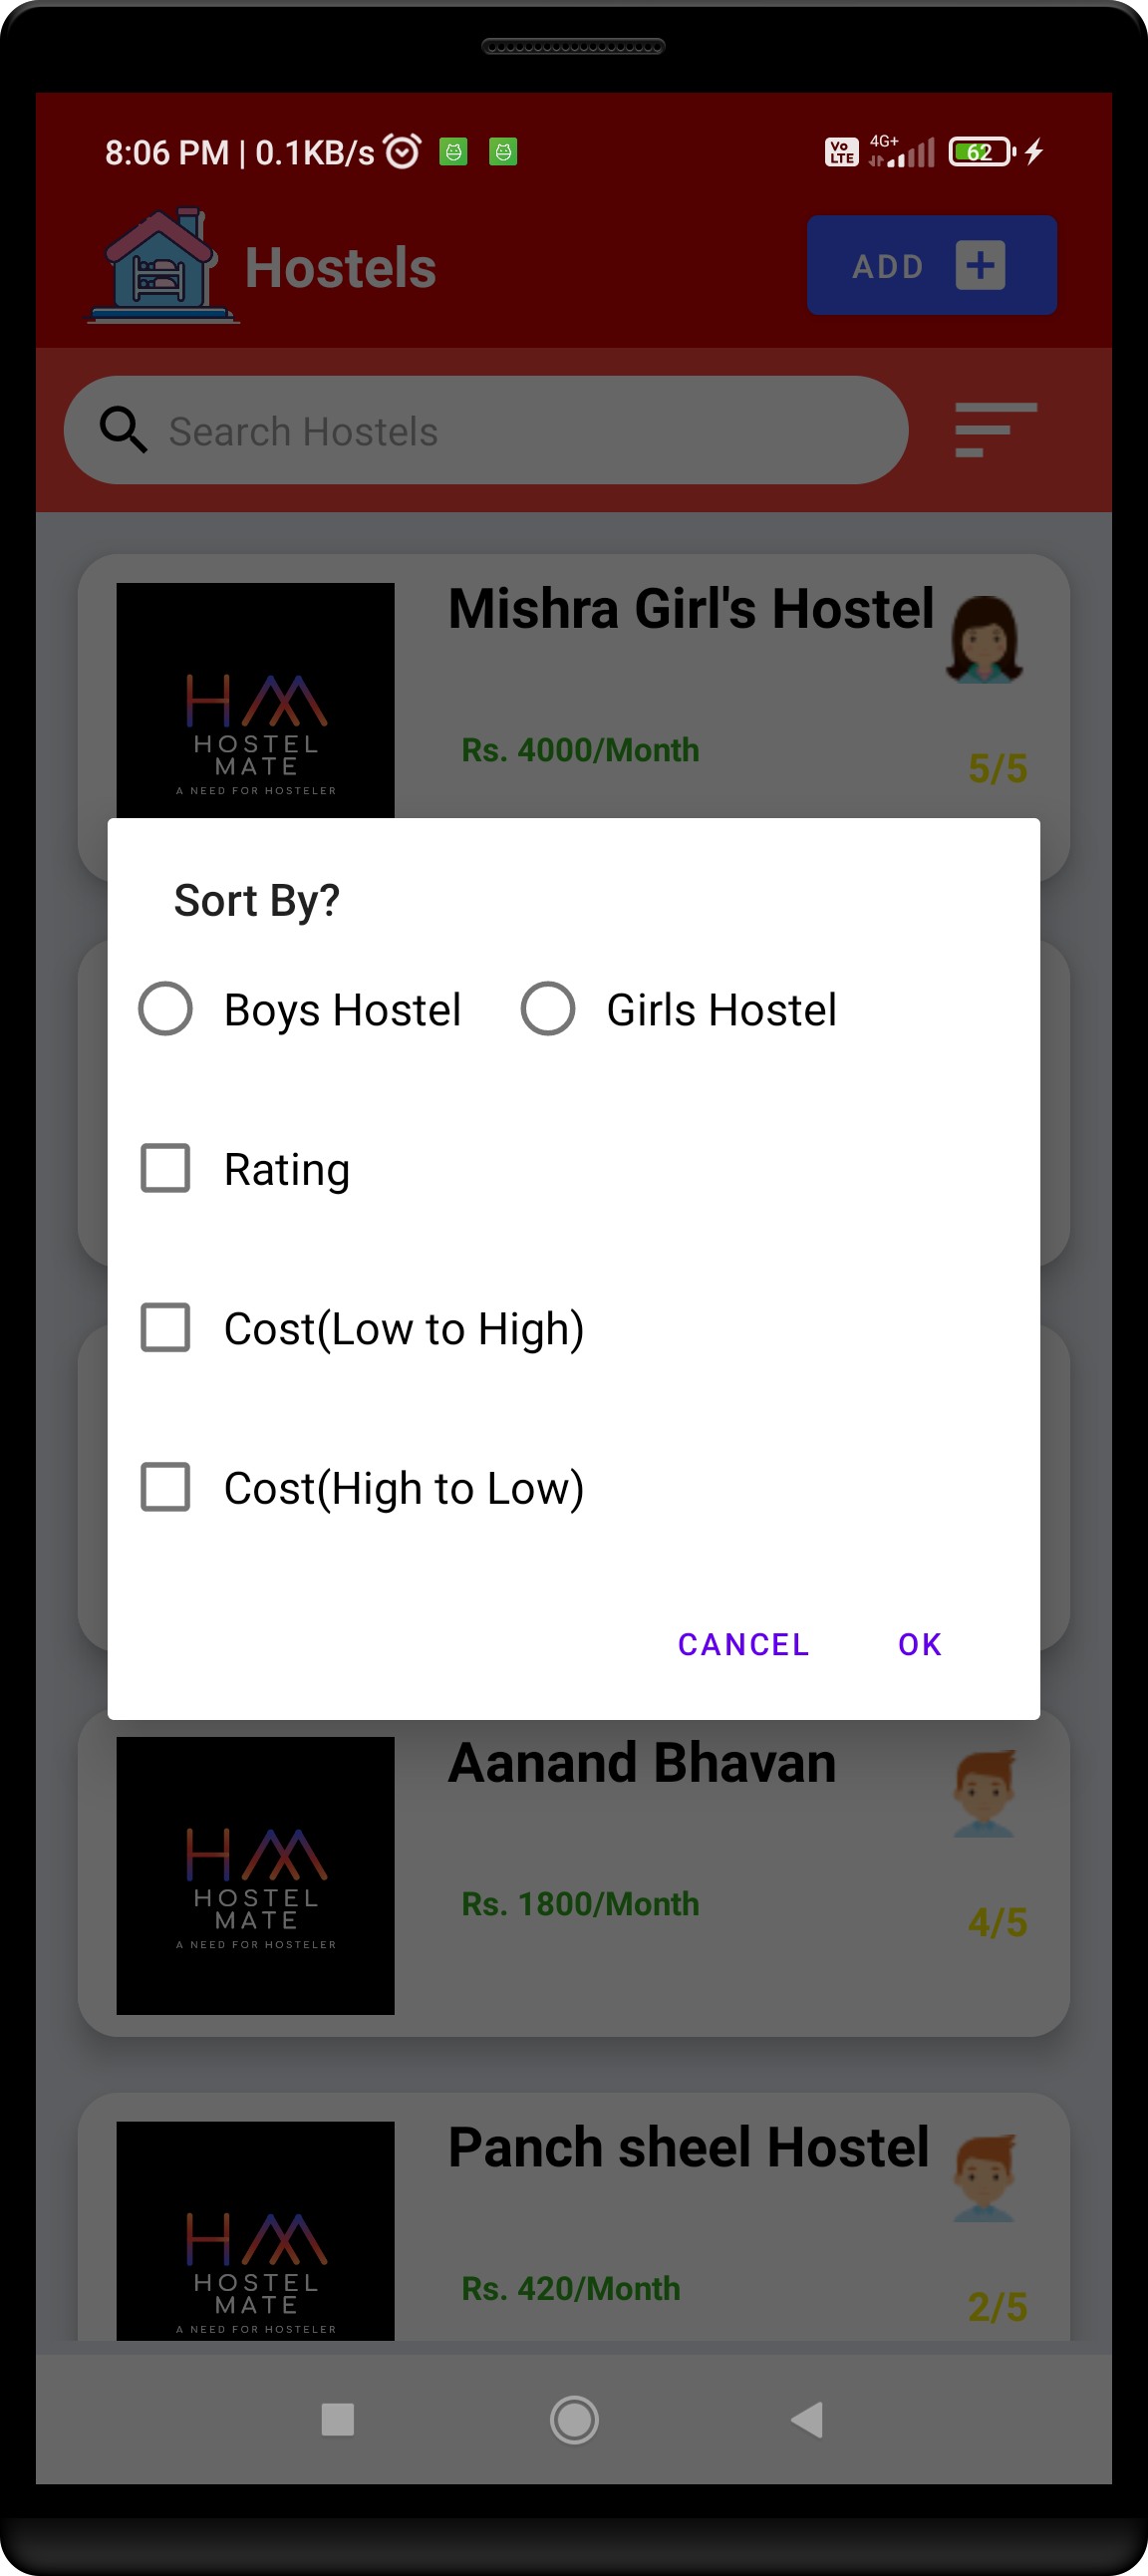 8:06 PM | 0.1KB/s
Vo LTE
4G+
62
Hostels
ADD
Search Hostels
Mishra Girl's Hostel
HM
HOSTEL
MATE
A NEED FOR HOSTELER
Rs. 4000/Month
5/5
Sort By?
Boys Hostel Girls Hostel
Rating
Cost(Low to High)
Cost(High to Low)
CANCEL OK
Aanand Bhavan
HM
HOSTEL
MATE
A NEED FOR HOSTELER
Rs. 1800/Month
4/5
Panch sheel Hostel
HM
HOSTEL
MATE
A NEED FOR HOSTELER
Rs. 420/Month
2/5